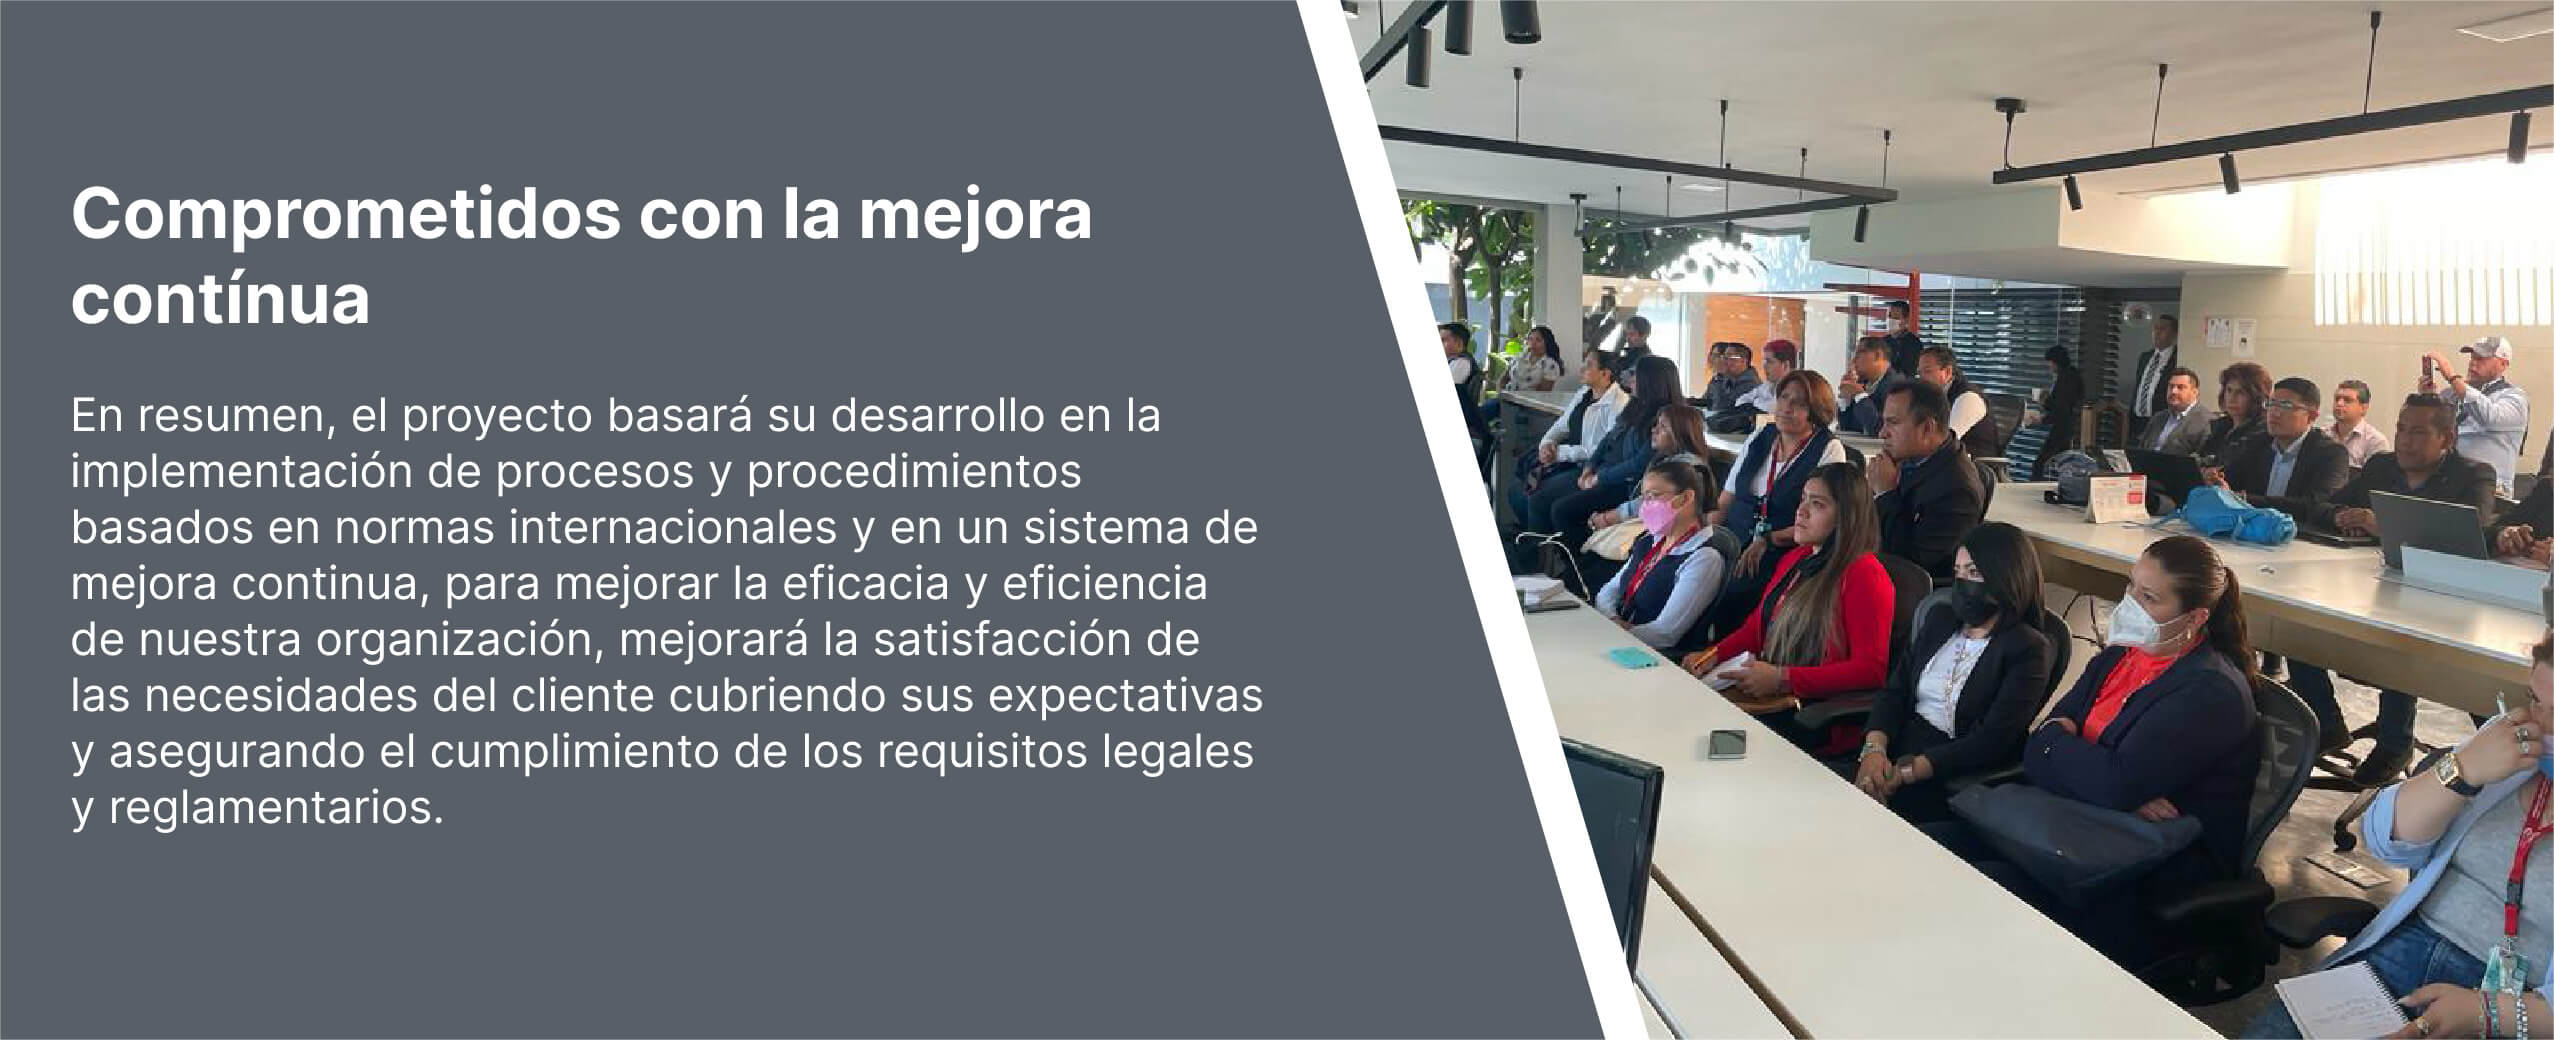 Comprometidos con la mejora
contínua
En resumen, el proyecto basará su desarrollo en la
implementación de procesos y procedimientos
basados en normas internacionales y en un sistema de
mejora continua, para mejorar la eficacia y eficiencia
de nuestra organización, mejorará la satisfacción de
las necesidades del cliente cubriendo sus expectativas
y asegurando el cumplimiento de los requisitos legales
y reglamentarios.